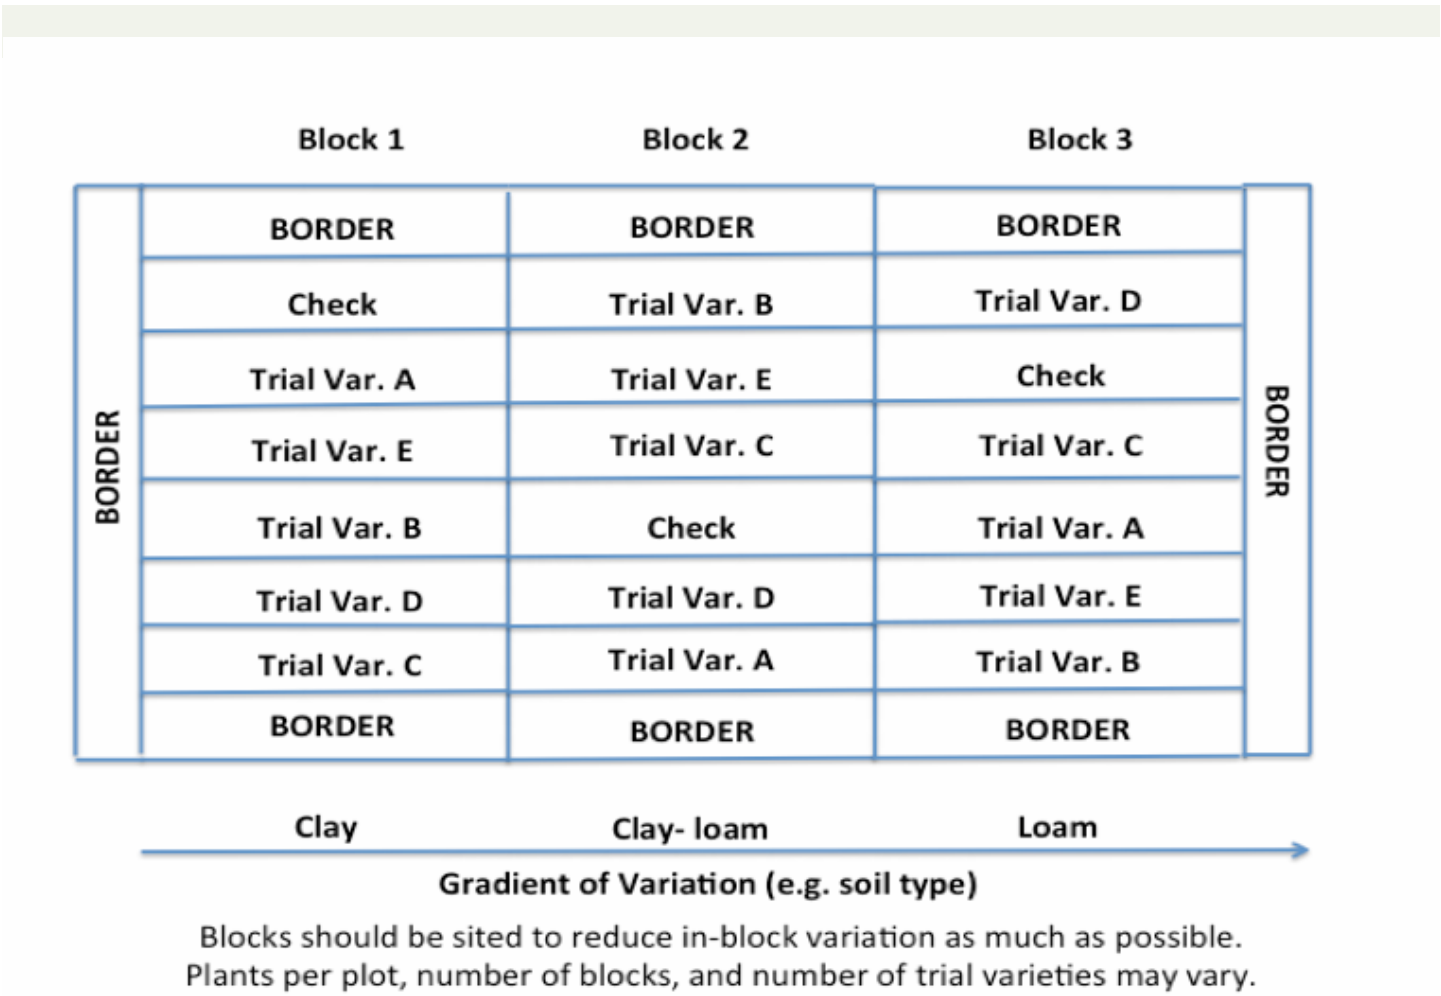 Block 1 Block 2 Block 3
BORDER BORDER BORDER
Check Trial Var. B Trial Var. D
Trial Var. A Trial Var. E Check
BORDER
BORDER
Trial Var. E Trial Var. C Trial Var. C
Trial Var. B Check Trial Var. A
Trial Var. D Trial Var. D Trial Var. E
Trial Var. C Trial Var. A Trial Var. B
BORDER BORDER BORDER
Clay Clay- loam Loam
Gradient of Variation (e.g. soil type)
Blocks should be sited to reduce in-block variation as much as possible.
Plants per plot, number of blocks, and number of trial varieties may vary.